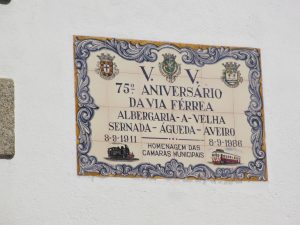 V. V.
75º ANIVERSÁRIO
DA VIA FÉRREA
ALBERGARIA-A-VELHA
SERNADA-ÁGUEDA-AVEIRO
8-9-1911 8-9-1986
HOMENAGEM DAS
CAMARAS MUNICIPAIS